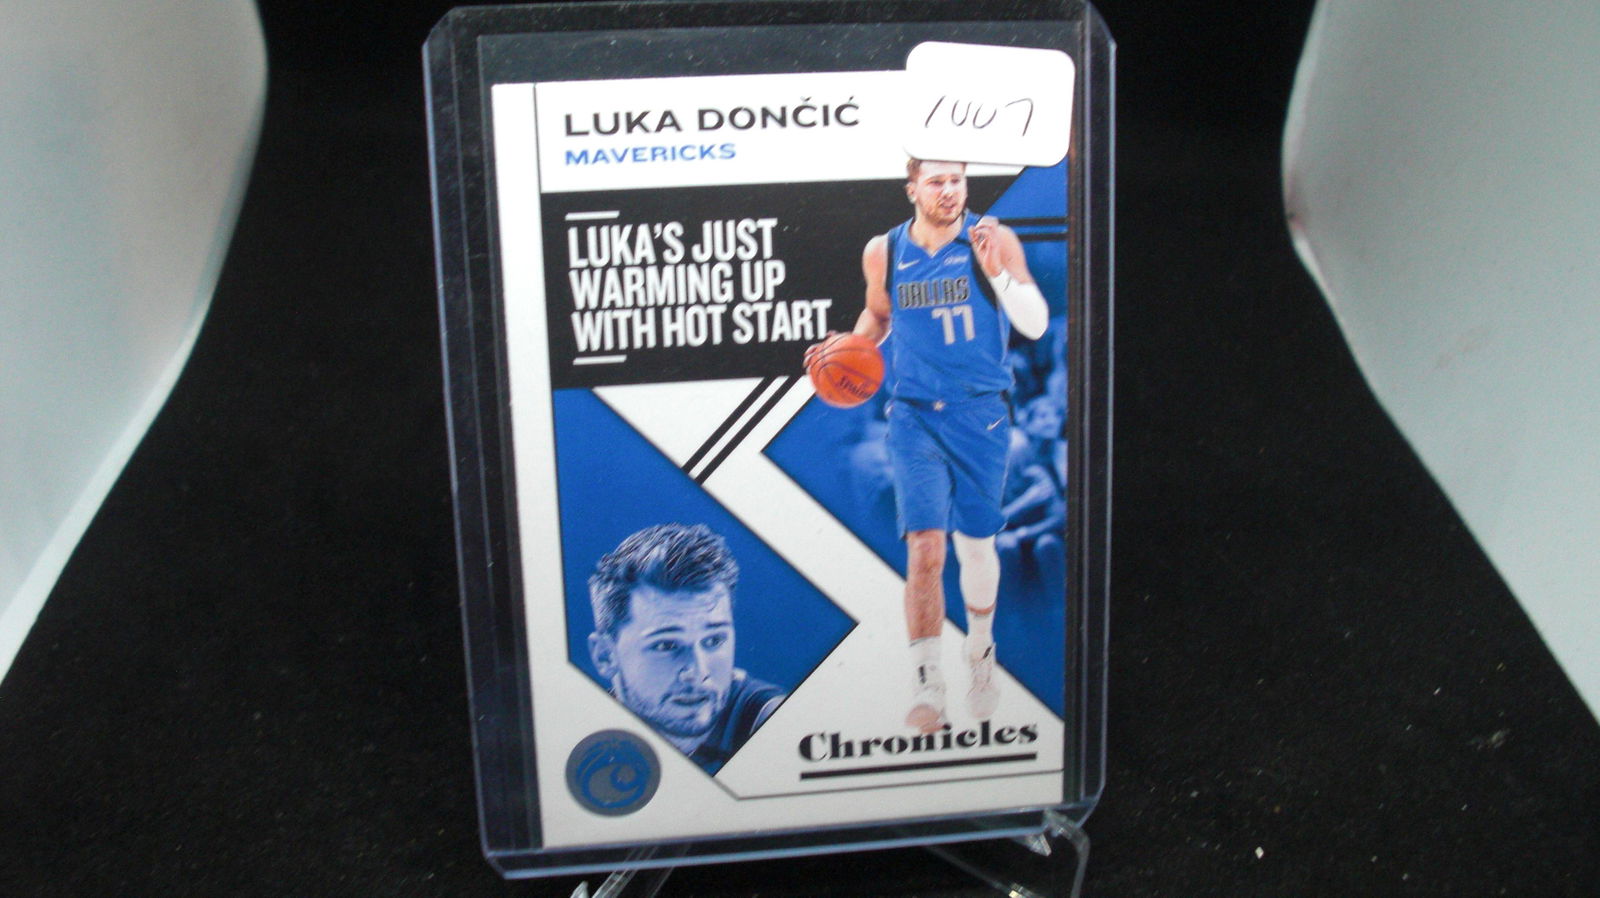 LUKA DONČIĆ
MAVERICKS
1007
LUKA'S JUST
WARMING UP
WITH HOT START
DALLAS
77
Chronicles